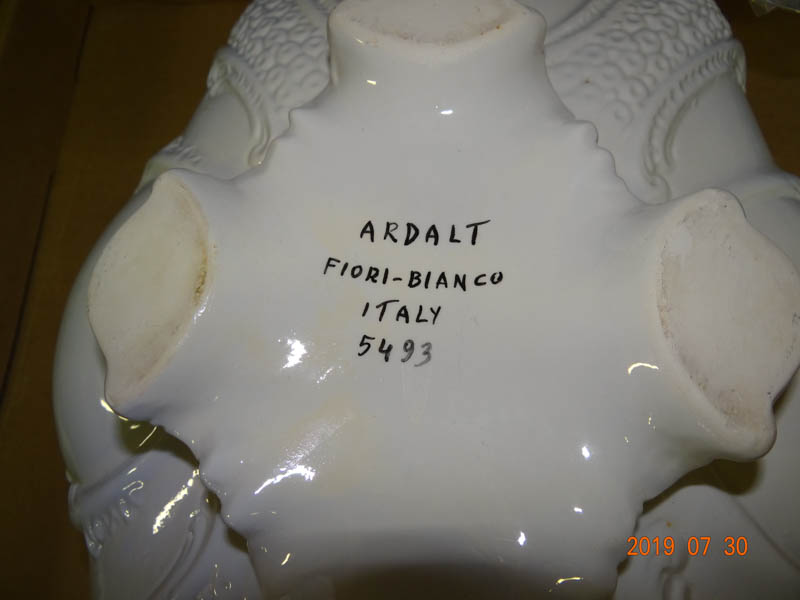 ARDALT
FIORI-BIANCO
ITALY
5493
2019 07 30